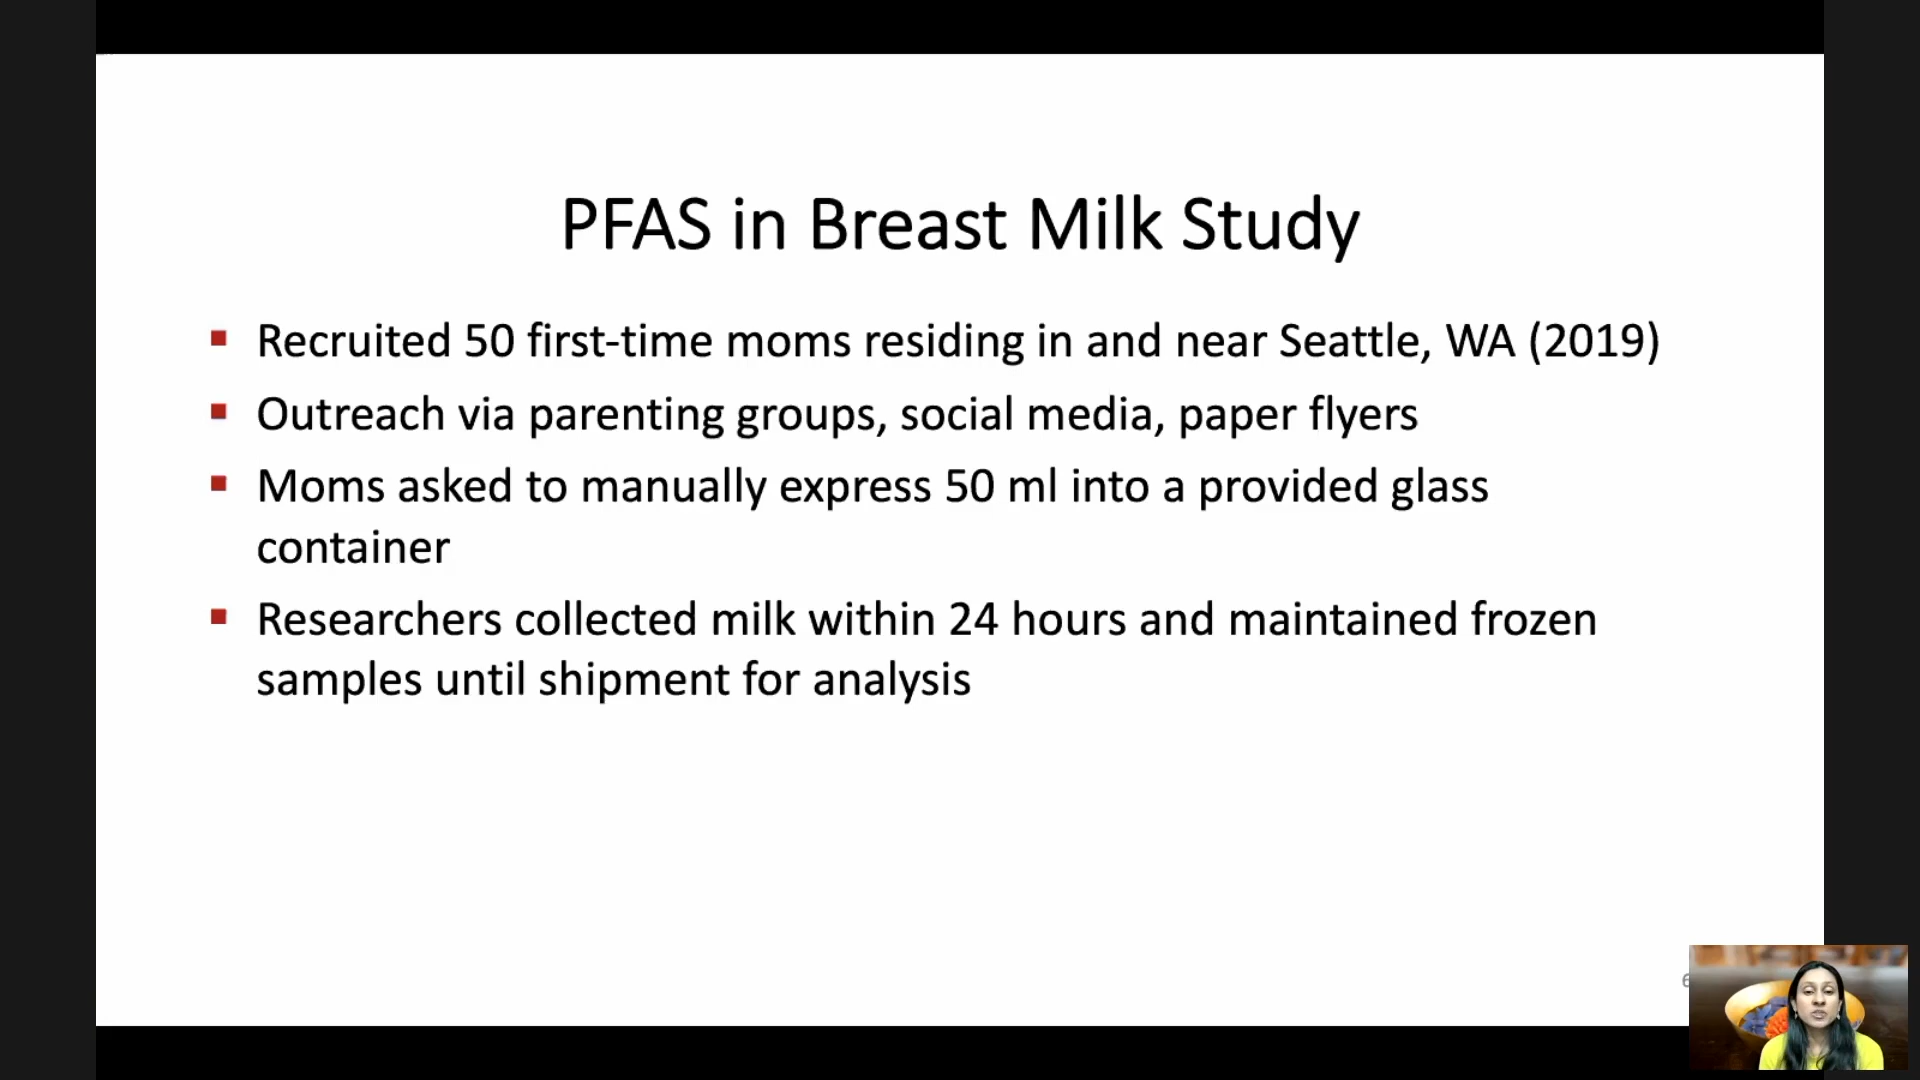 PFAS in Breast Milk Study
Recruited 50 first-time moms residing in and near Seattle, WA (2019)
Outreach via parenting groups, social media, paper flyers
Moms asked to manually express 50 ml into a provided glass
container
Researchers collected milk within 24 hours and maintained frozen
samples until shipment for analysis